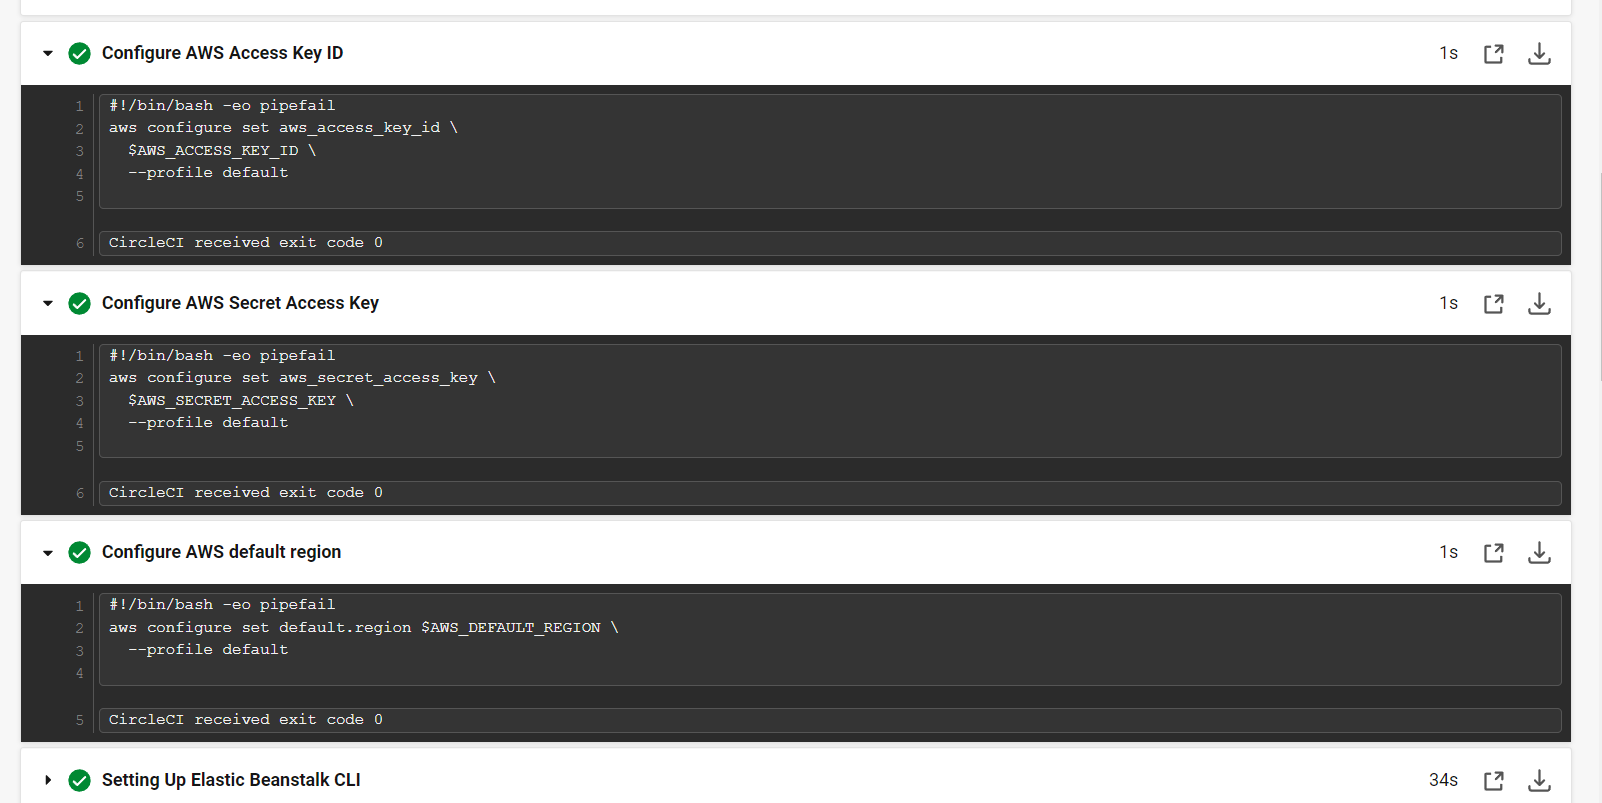 Configure AWS Access Key ID
1s
1 #!/bin/bash -eo pipefail
2 aws configure set aws_access_key_id \
3   $AWS_ACCESS_KEY_ID \
4   --profile default
5
6 CircleCI received exit code 0
Configure AWS Secret Access Key
1s
1 #!/bin/bash -eo pipefail
2 aws configure set aws_secret_access_key \
3   $AWS_SECRET_ACCESS_KEY \
4   --profile default
5
6 CircleCI received exit code 0
Configure AWS default region
1s
1 #!/bin/bash -eo pipefail
2 aws configure set default.region $AWS_DEFAULT_REGION \
3   --profile default
4
5 CircleCI received exit code 0
Setting Up Elastic Beanstalk CLI
34s